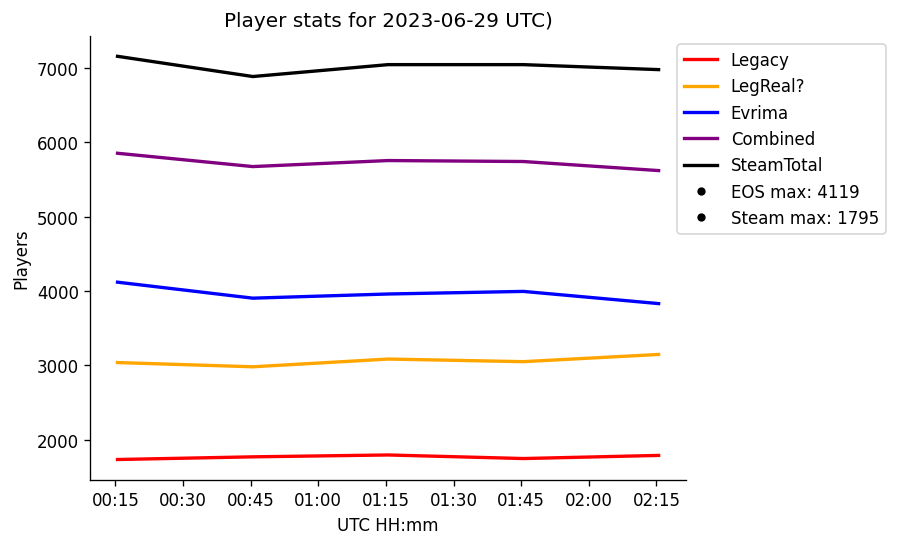 Player stats for 2023-06-29 UTC)
Legacy
LegReal?
Evrima
Combined
SteamTotal
EOS max: 4119
Steam max: 1795
Players
7000
6000
5000
4000
3000
2000
00:15 00:30 00:45 01:00 01:15 01:30 01:45 02:00 02:15
UTC HH:mm